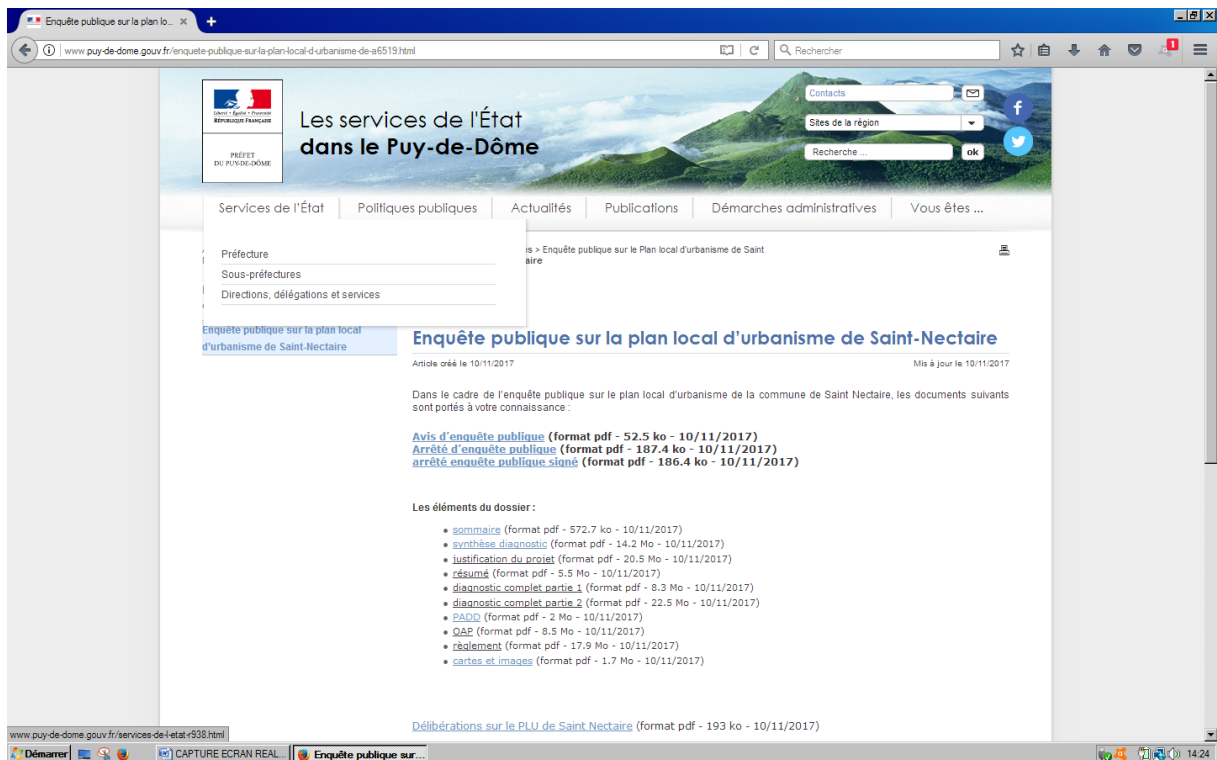 Enquête publique sur la plan lo...
www.puy-de-dome.gouv.fr/enquete-publique-sur-la-plan-local-d-urbanisme-de-a6519.html
Rechercher
1
Liberté • Égalité • Fraternité
RÉPUBLIQUE FRANÇAISE
PRÉFET
DU PUY-DE-DÔME
Les services de l'État
dans le Puy-de-Dôme
Contacts
Sites de la région
Recherche ...
ok
Services de l'État
Politiques publiques
Actualités
Publications
Démarches administratives
Vous êtes ...
Préfecture
Sous-préfectures
Directions, délégations et services
es > Enquête publique sur le Plan local d'urbanisme de Saint
aire
Enquête publique sur la plan local
d'urbanisme de Saint-Nectaire
Enquête publique sur la plan local d'urbanisme de Saint-Nectaire
Article créé le 10/11/2017
Mis à jour le 10/11/2017
Dans le cadre de l'enquête publique sur le plan local d'urbanisme de la commune de Saint Nectaire, les documents suivants
sont portés à votre connaissance :
Avis d'enquête publique (format pdf - 52.5 ko - 10/11/2017)
Arrêté d'enquête publique (format pdf - 187.4 ko - 10/11/2017)
arrêté enquête publique signé (format pdf - 186.4 ko - 10/11/2017)
Les éléments du dossier :
sommaire (format pdf - 572.7 ko - 10/11/2017)
synthèse diagnostic (format pdf - 14.2 Mo - 10/11/2017)
justification du projet (format pdf - 20.5 Mo - 10/11/2017)
résumé (format pdf - 5.5 Mo - 10/11/2017)
diagnostic complet partie 1 (format pdf - 8.3 Mo - 10/11/2017)
diagnostic complet partie 2 (format pdf - 22.5 Mo - 10/11/2017)
PADD (format pdf - 2 Mo - 10/11/2017)
OAP (format pdf - 8.5 Mo - 10/11/2017)
règlement (format pdf - 17.9 Mo - 10/11/2017)
cartes et images (format pdf - 1.7 Mo - 10/11/2017)
Délibérations sur le PLU de Saint Nectaire (format pdf - 193 ko - 10/11/2017)
www.puy-de-dome.gouv.fr/services-de-l-etat-r938.html
Démarrer
CAPTURE ECRAN REAL...
Enquête publique sur...
14:24